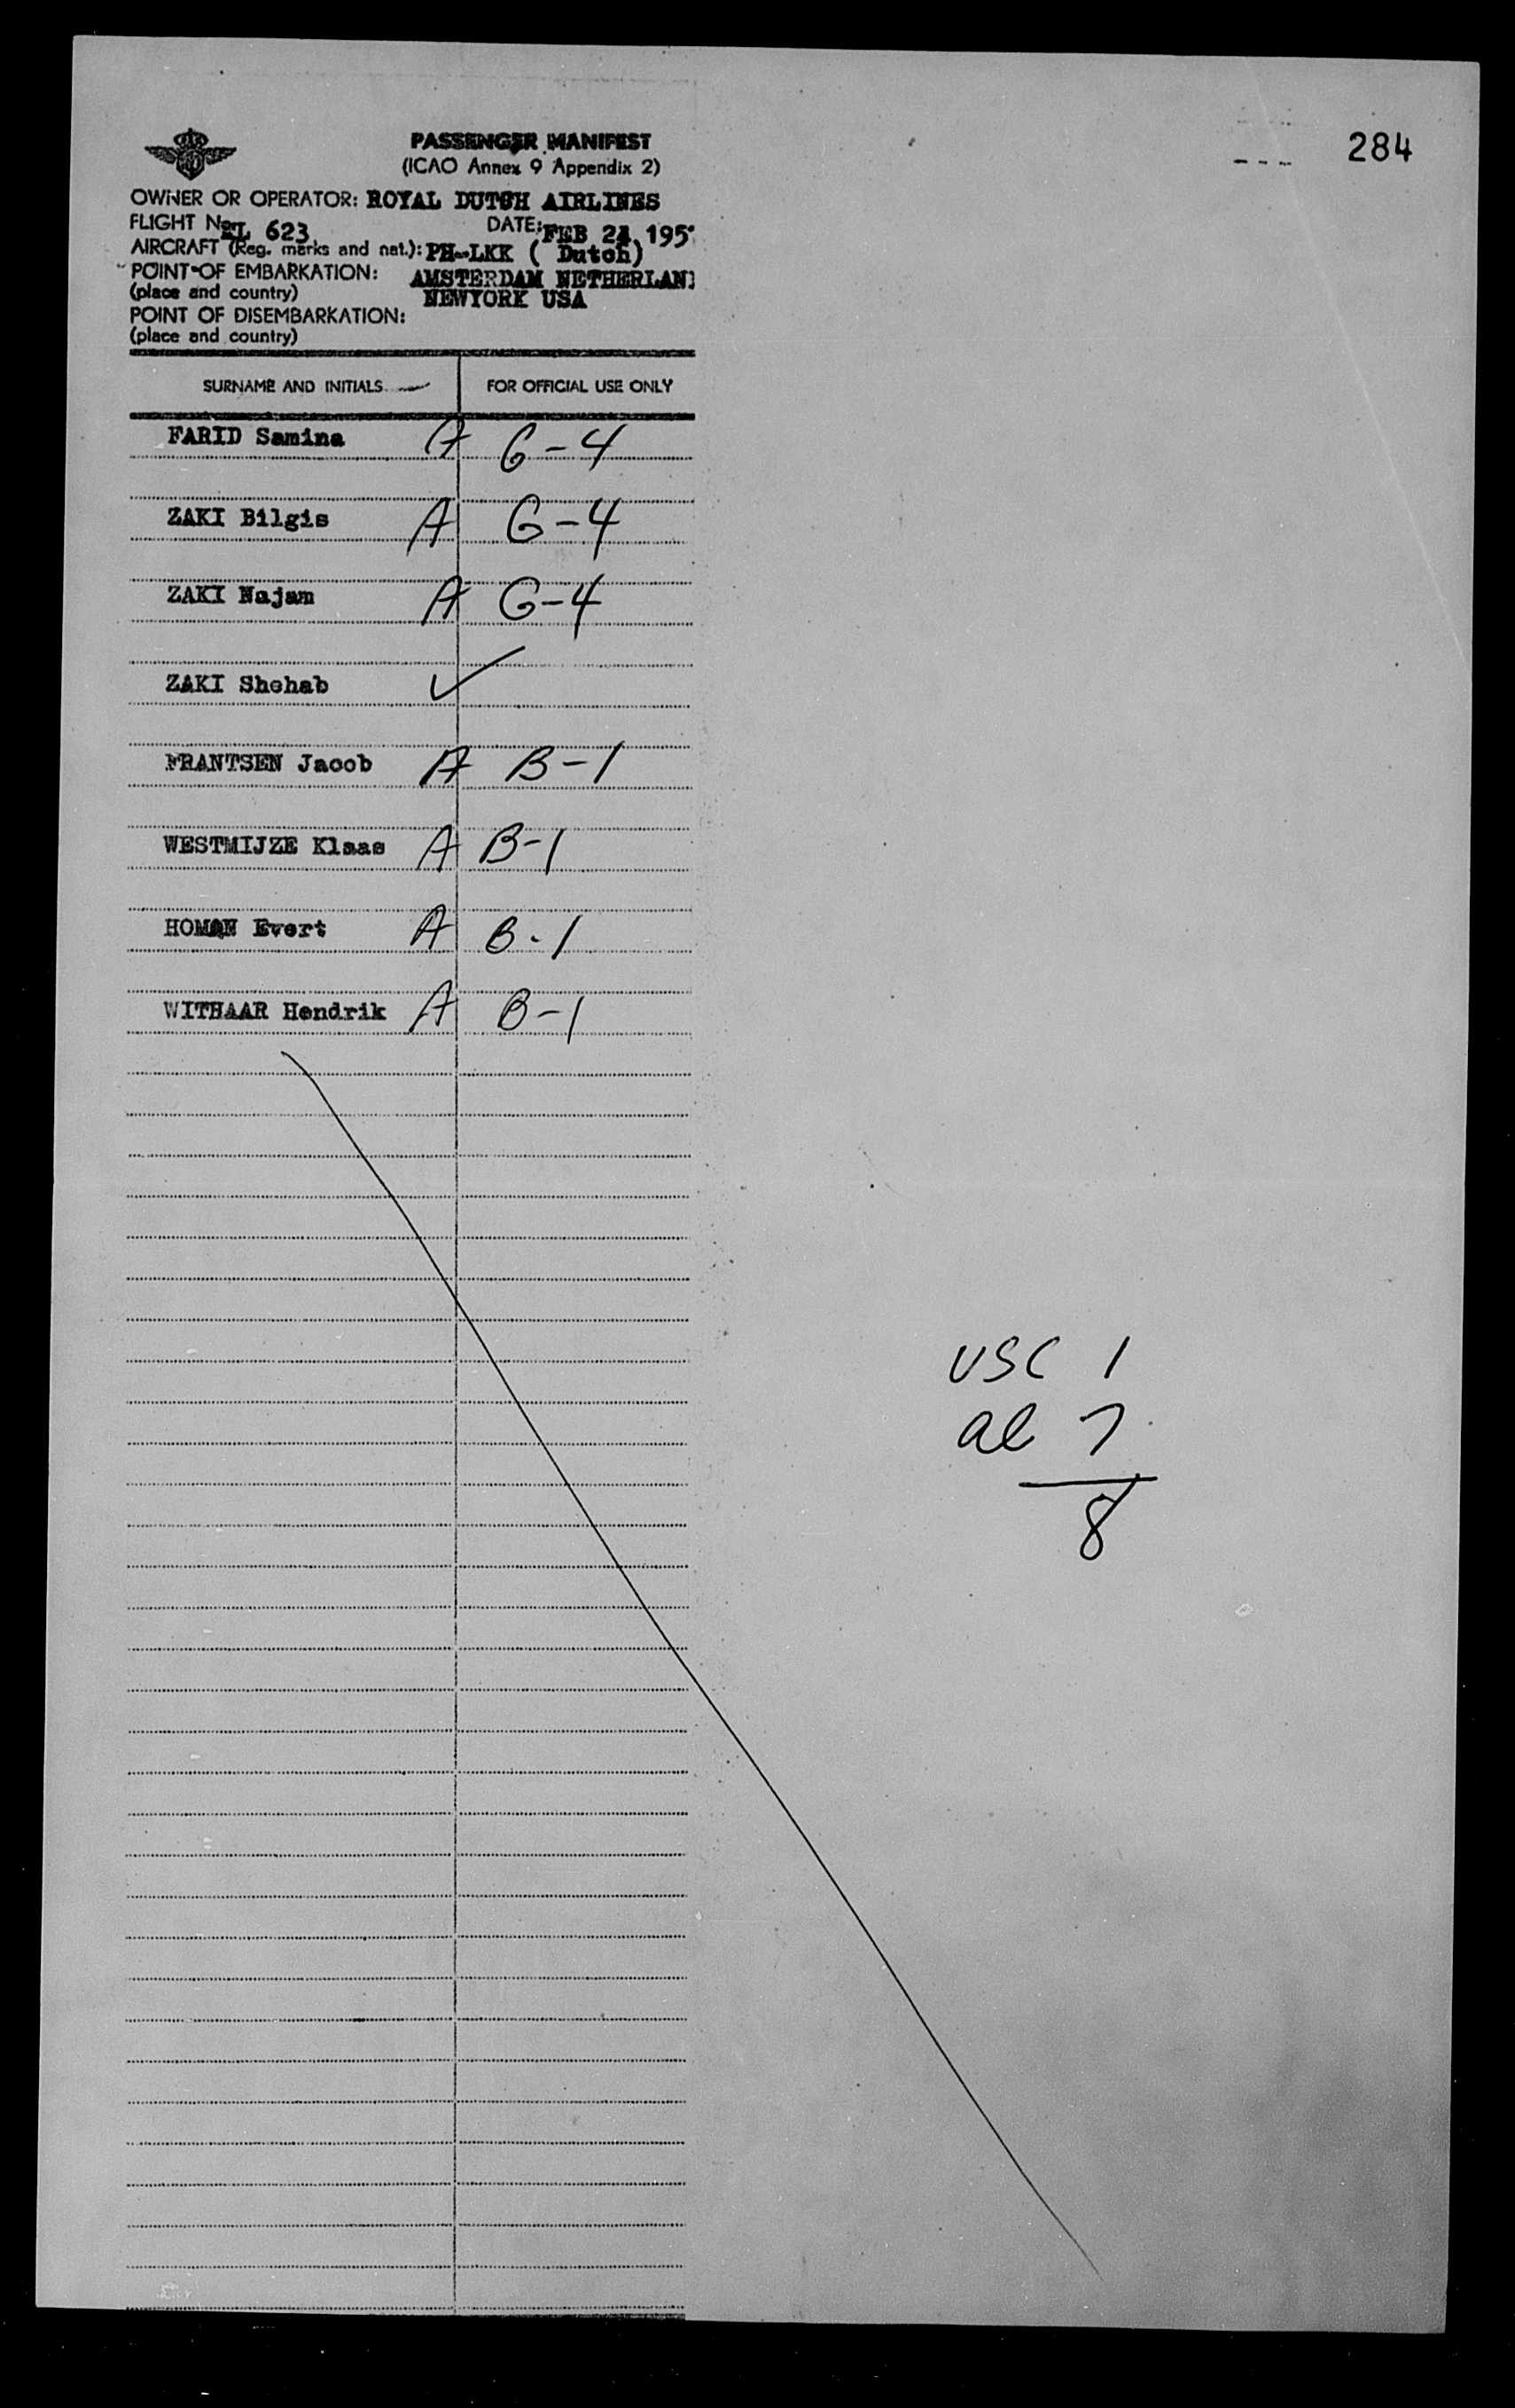 284
PASSENGER MANIFEST
(ICAO Annex 9 Appendix 2)
OWNER OR OPERATOR: ROYAL DUTCH AIRLINES
FLIGHT No: KL 623 DATE: FEB 195
AIRCRAFT (Reg. marks and nat.): PH-LKK ( Dutch)
POINT OF EMBARKATION: AMSTERDAM NETHERLAN
(place and country) NEWYORK USA
POINT OF DISEMBARKATION:
(place and country)
SURNAME AND INITIALS FOR OFFICIAL USE ONLY
FARID Samina A G-4
ZAKI Bilgis A G-4
ZAKI Najam A G-4
ZAKI Shehab ✓
FRANTSEN Jacob A B-1
WESTMIJZE Klaas A B-1
HOMAN Evert A B-1
WITHAAR Hendrik A B-1
USC 1
al 7
8